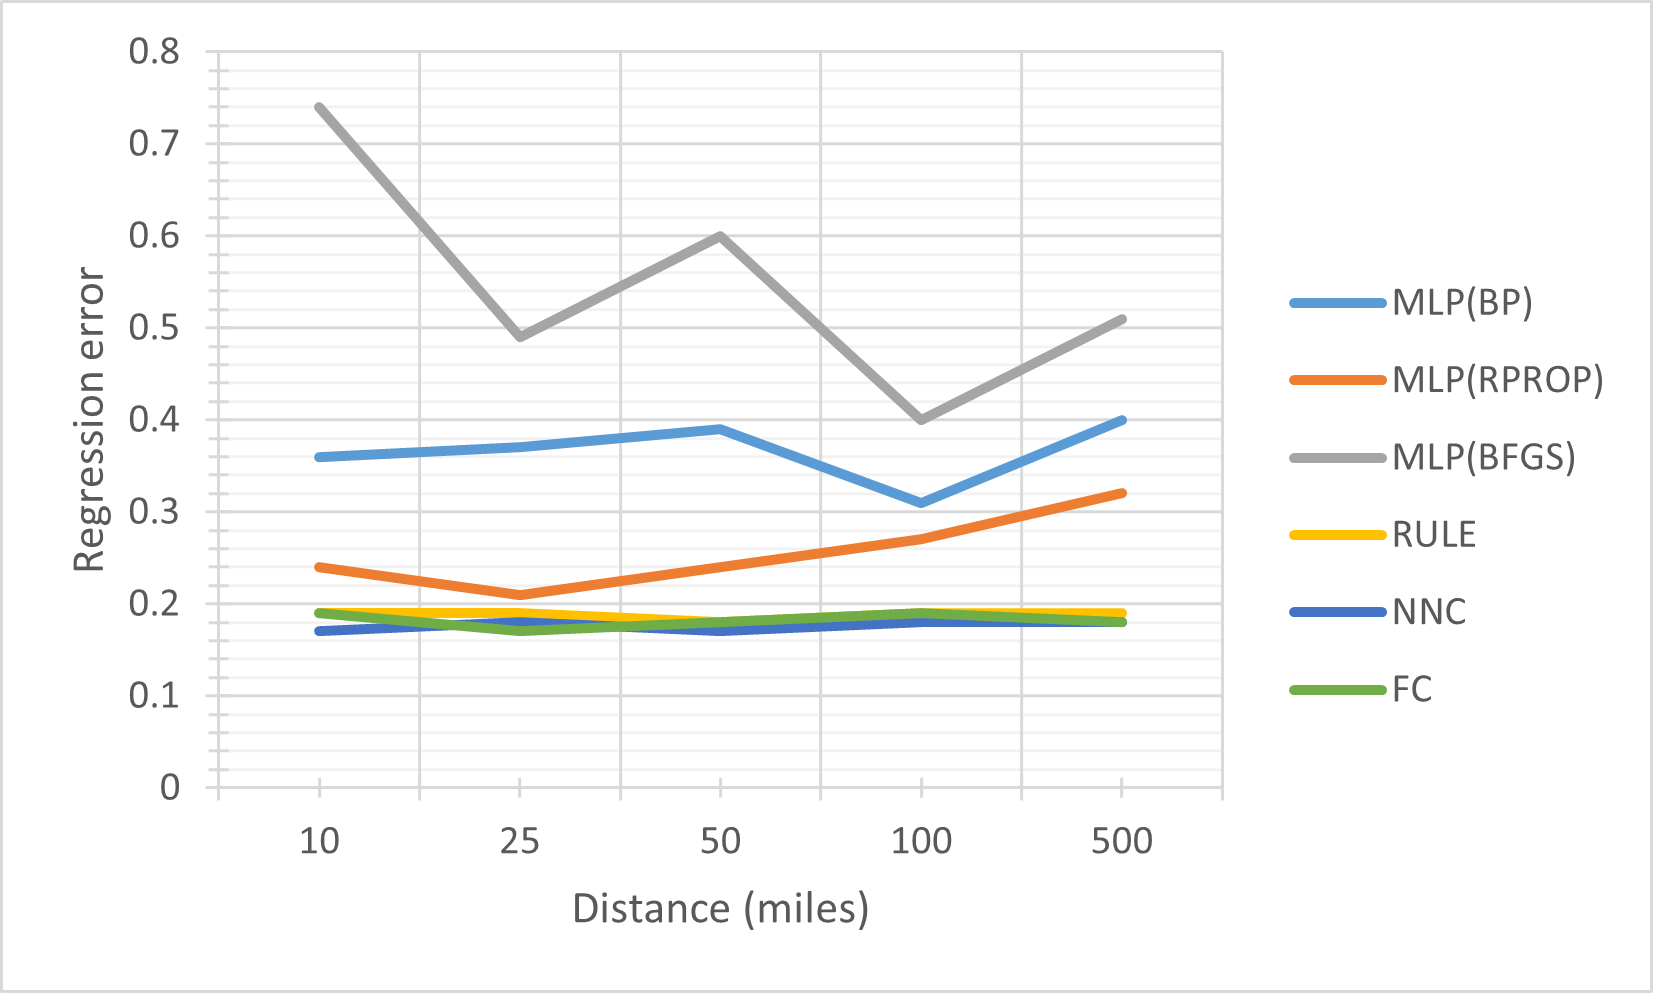 0.8
0.7
0.6
0.5
0.4
0.3
0.2
0.1
0
Regression error
10 25 50 100 500
Distance (miles)
MLP(BP)
MLP(RPROP)
MLP(BFGS)
RULE
NNC
FC